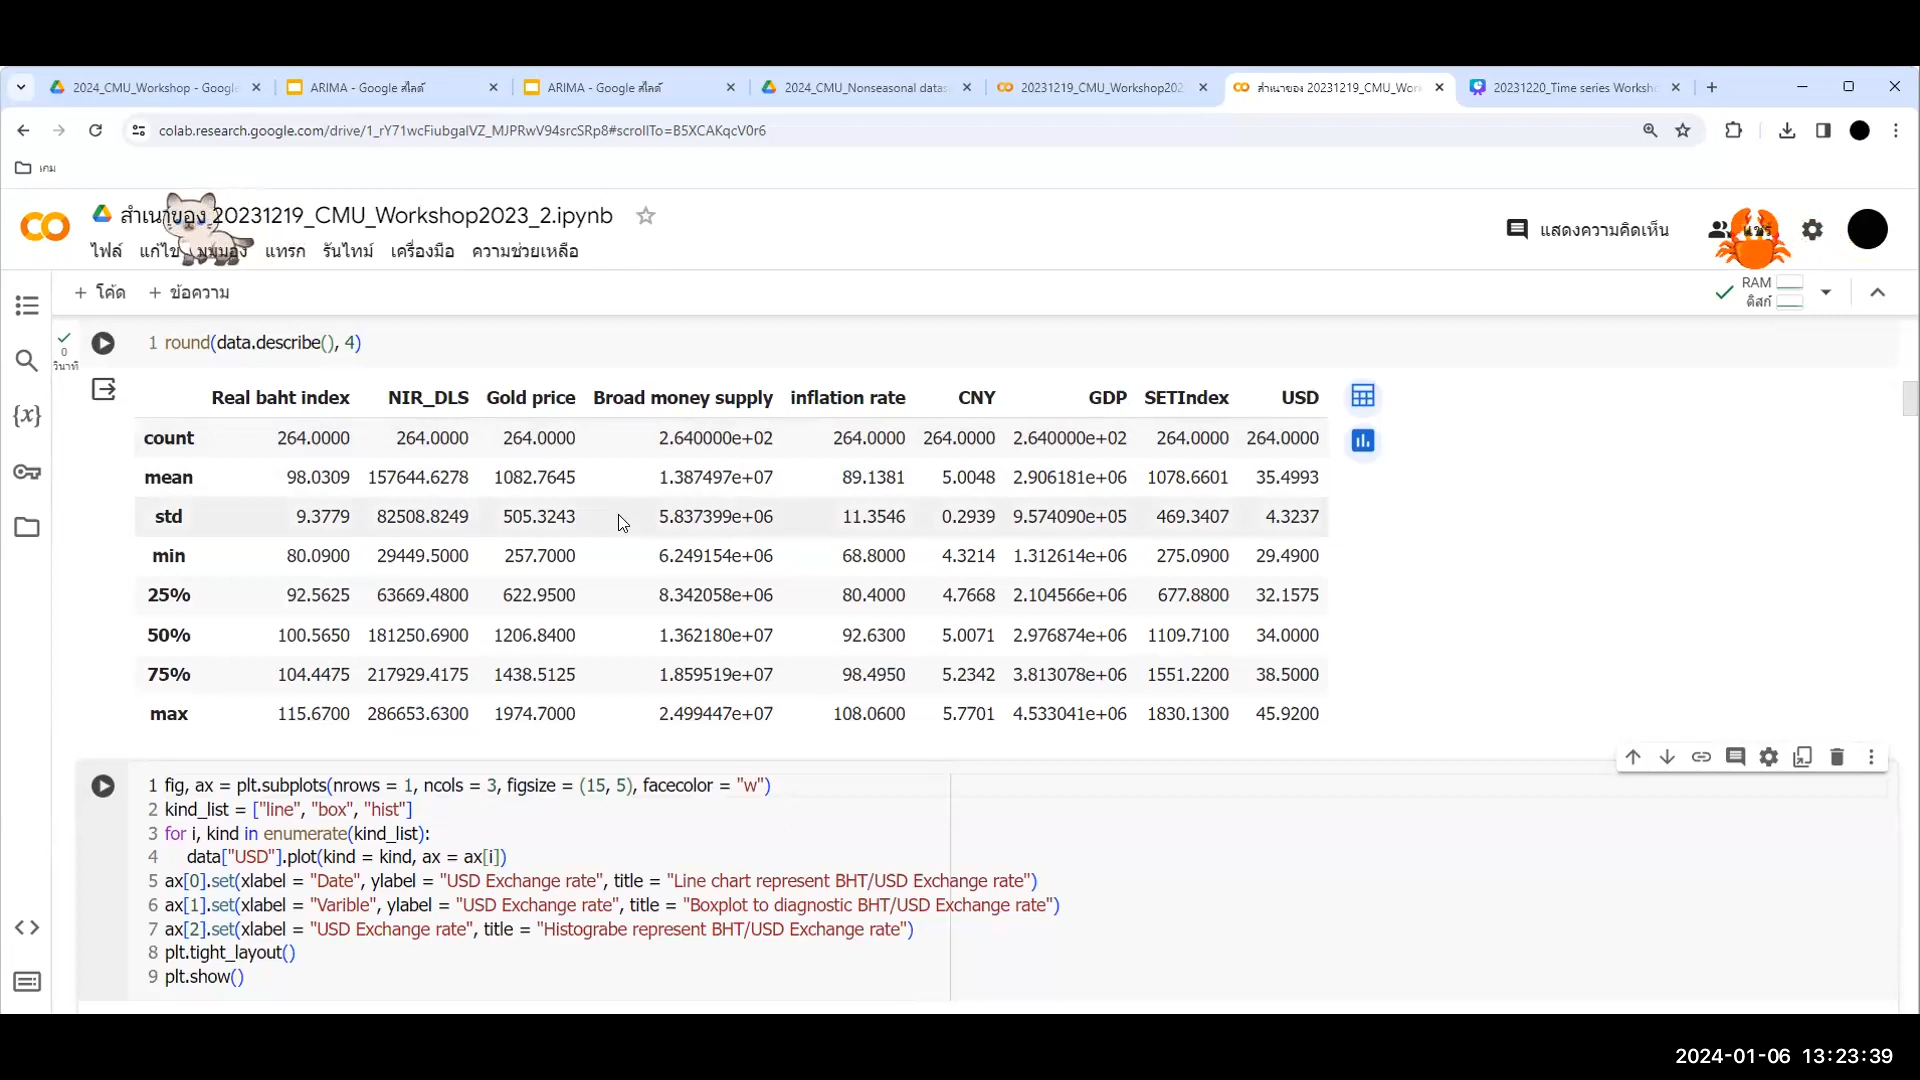 2024_CMU_Workshop - Google
ARIMA - Google สไลด์
ARIMA - Google สไลด์
2024_CMU_Nonseasonal datas
20231219_CMU_Workshop202
สำเนาของ 20231219_CMU_Wor
20231220_Time series Worksh
colab.research.google.com/drive/1_rY71wcFiubgaIVZ_MJPRwV94srcSRp8#scrollTo=B5XCAKqcV0r6
เกม
สำเนาของ 20231219_CMU_Workshop2023_2.ipynb
แสดงความคิดเห็น
แชร์
ไฟล์ แก้ไข มุมมอง แทรก รันไทม์ เครื่องมือ ความช่วยเหลือ
+ โค้ด + ข้อความ
RAM
ดิสก์
0
วินาที
1 round(data.describe(), 4)
Real baht index NIR_DLS Gold price Broad money supply inflation rate CNY GDP SETIndex USD
count 264.0000 264.0000 264.0000 2.640000e+02 264.0000 264.0000 2.640000e+02 264.0000 264.0000
mean 98.0309 157644.6278 1082.7645 1.387497e+07 89.1381 5.0048 2.906181e+06 1078.6601 35.4993
std 9.3779 82508.8249 505.3243 5.837399e+06 11.3546 0.2939 9.574090e+05 469.3407 4.3237
min 80.0900 29449.5000 257.7000 6.249154e+06 68.8000 4.3214 1.312614e+06 275.0900 29.4900
25% 92.5625 63669.4800 622.9500 8.342058e+06 80.4000 4.7668 2.104566e+06 677.8800 32.1575
50% 100.5650 181250.6900 1206.8400 1.362180e+07 92.6300 5.0071 2.976874e+06 1109.7100 34.0000
75% 104.4475 217929.4175 1438.5125 1.859519e+07 98.4950 5.2342 3.813078e+06 1551.2200 38.5000
max 115.6700 286653.6300 1974.7000 2.499447e+07 108.0600 5.7701 4.533041e+06 1830.1300 45.9200
1 fig, ax = plt.subplots(nrows = 1, ncols = 3, figsize = (15, 5), facecolor = "w")
2 kind_list = ["line", "box", "hist"]
3 for i, kind in enumerate(kind_list):
4 data["USD"].plot(kind = kind, ax = ax[i])
5 ax[0].set(xlabel = "Date", ylabel = "USD Exchange rate", title = "Line chart represent BHT/USD Exchange rate")
6 ax[1].set(xlabel = "Varible", ylabel = "USD Exchange rate", title = "Boxplot to diagnostic BHT/USD Exchange rate")
7 ax[2].set(xlabel = "USD Exchange rate", title = "Histograbe represent BHT/USD Exchange rate")
8 plt.tight_layout()
9 plt.show()
2024-01-06 13:23:39